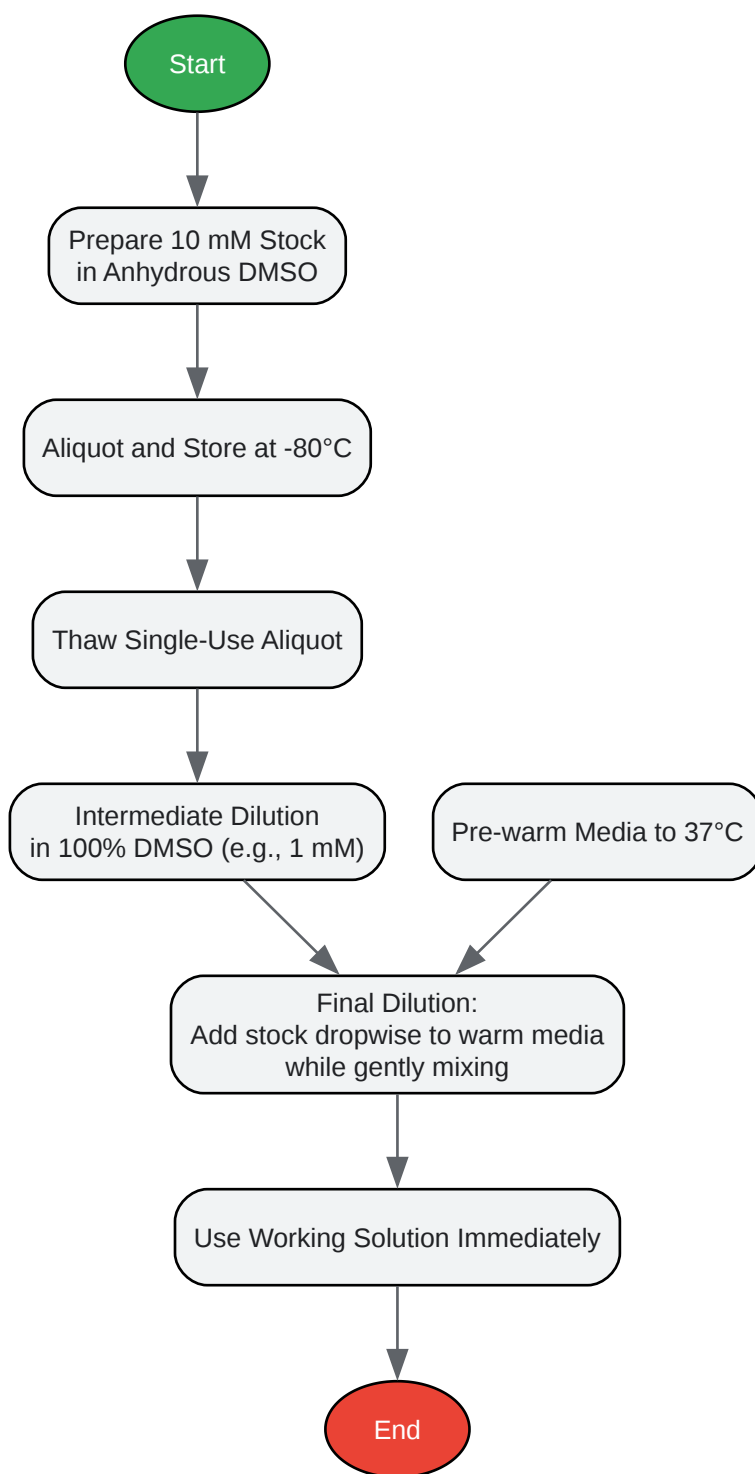 Start
Prepare 10 mM Stock
in Anhydrous DMSO
Aliquot and Store at -80°C
Thaw Single-Use Aliquot
Intermediate Dilution
in 100% DMSO (e.g., 1 mM)
Pre-warm Media to 37°C
Final Dilution:
Add stock dropwise to warm media
while gently mixing
Use Working Solution Immediately
End